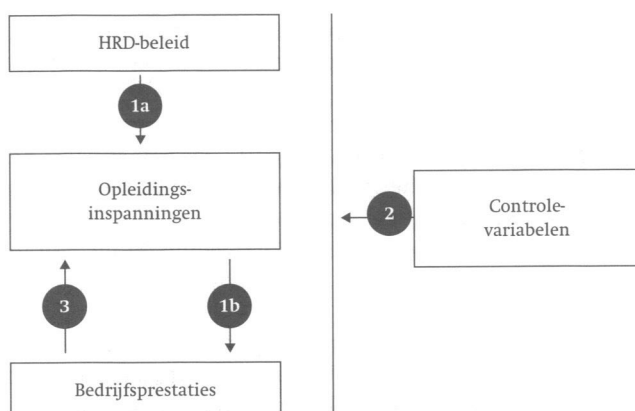 HRD-beleid
1a
Opleidings-
inspanningen
2
Controle-
variabelen
3
1b
Bedrijfsprestaties